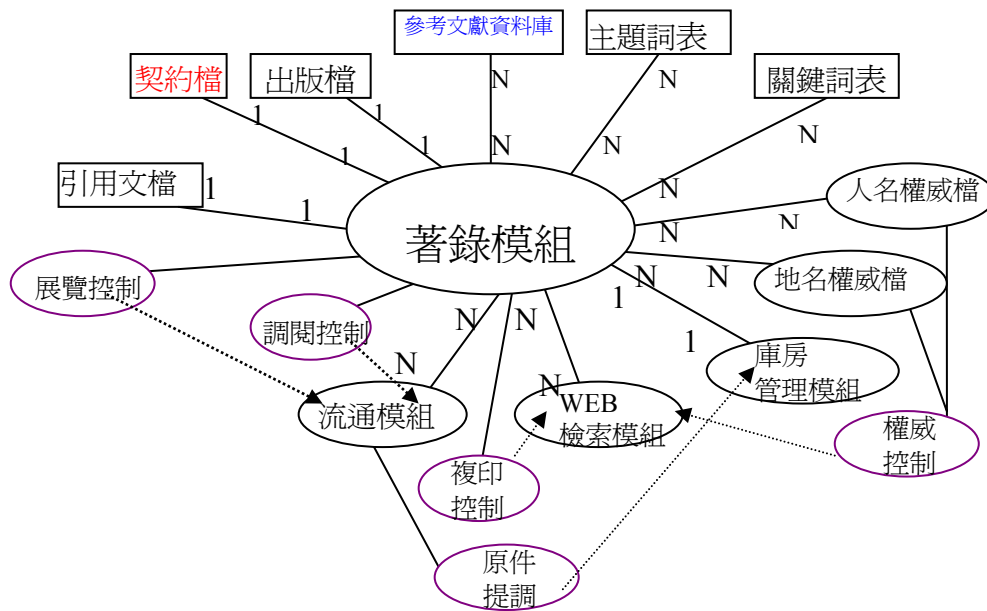 參考文獻資料庫
主題詞表
契約檔
出版檔
關鍵詞表
N
N
1
1
N
1
1
N
N
N
引用文檔
1
1
人名權威檔
N
N
著錄模組
展覽控制
地名權威檔
N
N
1
調閱控制
N
N
1
庫房
管理模組
N
流通模組
N
WEB
檢索模組
權威
控制
複印
控制
原件
提調